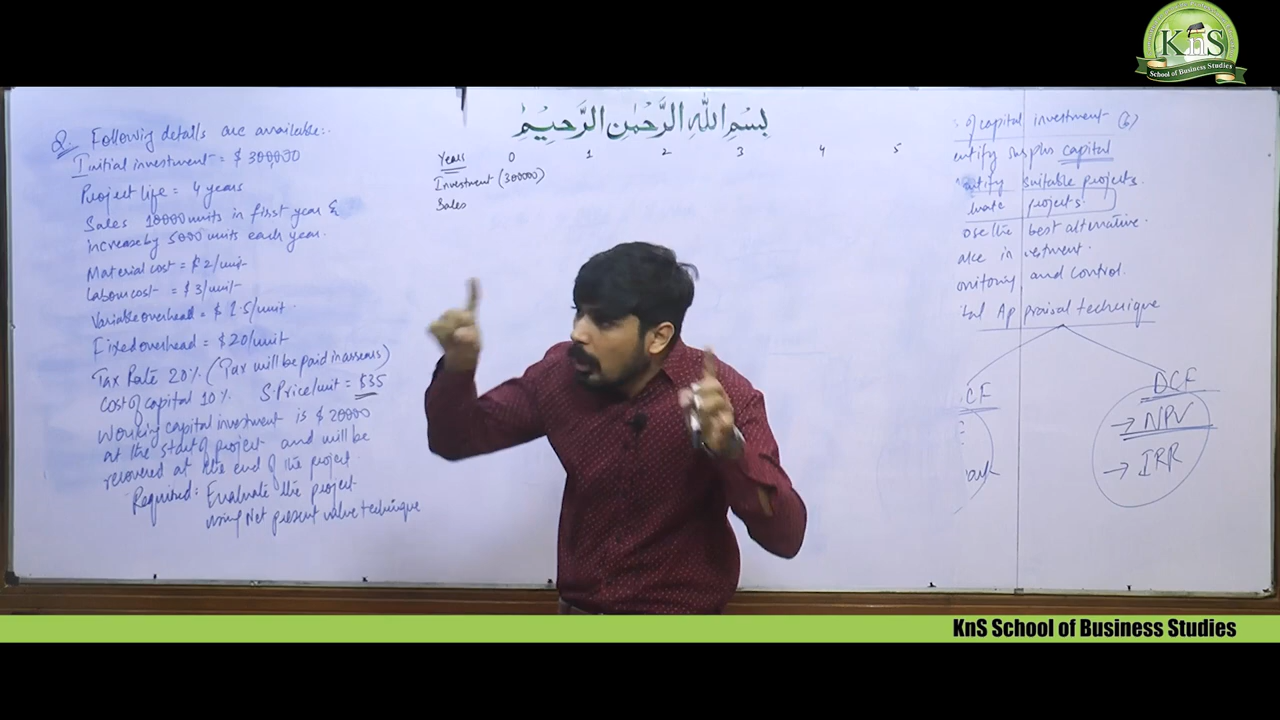 KnS
School of Business Studies
بِسْمِ اللهِ الرَّحْمٰنِ الرَّحِيْمِ
Q. Following details are available:-
Initial investment = $ 300,000
Project life = 4 years
Sales 10000 units in first year &
increase by 5000 units each year.
Material cost = $ 2/unit
Labour cost = $ 3/unit
Variable overhead = $ 1.5/unit
Fixed overhead = $20/unit
Tax Rate 20% (Tax will be paid in arrears)
Cost of capital 10% S.Price/unit = $35
Working capital investment is $ 20000
at the start of project and will be
recovered at the end of the project.
Required: Evaluate the project
using Net present value technique
Years 0 1 2 3 4 5
Investment (300000)
Sales
of capital investment (6)
entify surplus capital
entify suitable projects.
luate projects.
ose the best alternative.
ake investment.
onitoring and control.
tal Appraisal technique
CF
DCF
→ NPV
→ IRR
KnS School of Business Studies